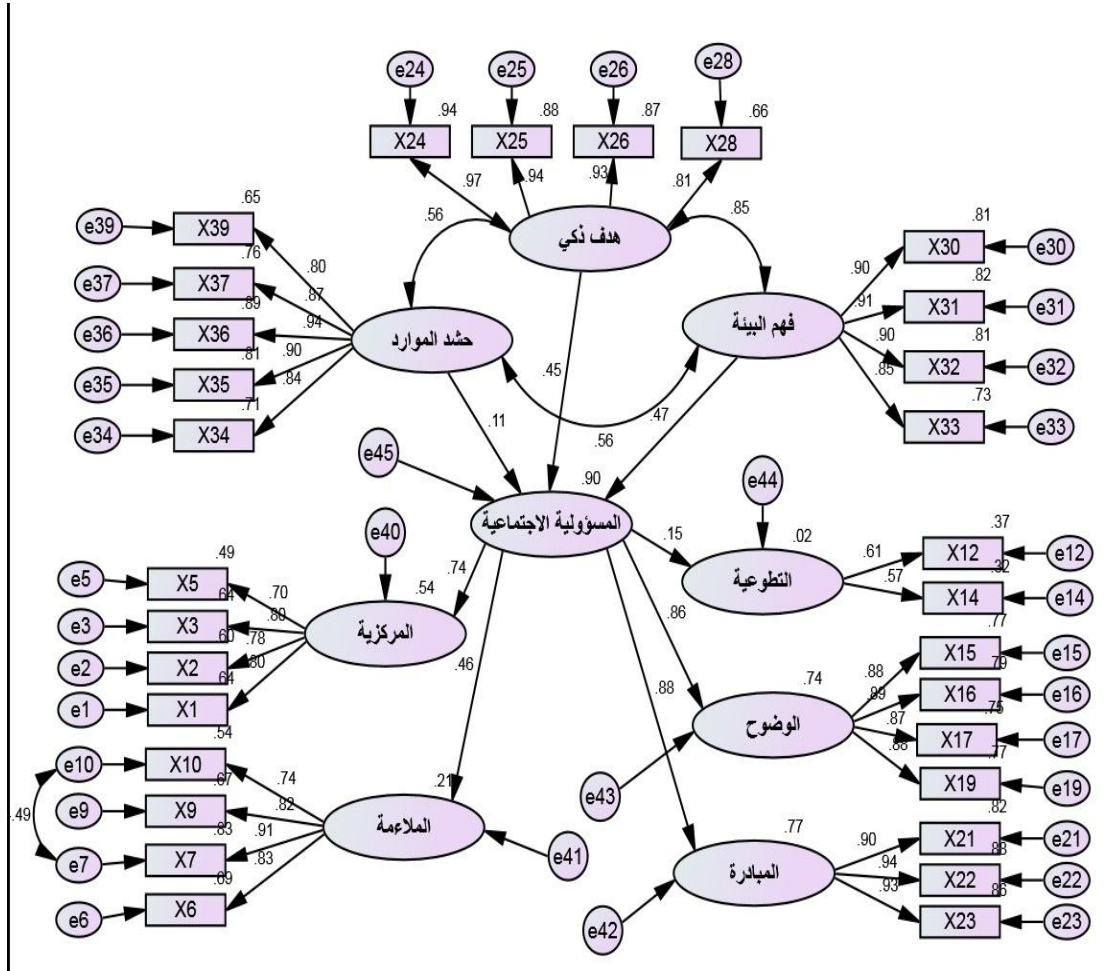 e24 e25 e26 e28
.94 .88 .87 .66
X24 X25 X26 X28
.97 .94 .93 .81
هدف ذكي
.56 .85
.65
e39 X39
.76
e37 X37
.89
e36 X36
.81
e35 X35
.71
e34 X34
.80
.87
.94
.90
.84
حشد الموارد
فهم البيئة
.81
X30 e30
.82
X31 e31
.81
X32 e32
.73
X33 e33
.90
.91
.90
.85
.45
.47
.11
.56
e45
.90
المسؤولية الاجتماعية
e44
e40
.15
.02
التطوعية
.61
.57
.37
X12 e12
.32
X14 e14
.74
.54
المركزية
.49
e5 X5
.64
e3 X3
.60
e2 X2
.64
e1 X1
.70
.80
.78
.80
.86
.46
.88
.74
الوضوح
.88
.89
.87
.88
.77
X15 e15
.79
X16 e16
.75
X17 e17
.77
X19 e19
e43
.54
e10 X10
.67
e9 X9
.83
e7 X7
.69
e6 X6
.49
.74
.82
.91
.83
.21
الملاءمة
e41
.77
المبادرة
e42
.90
.94
.93
.82
X21 e21
.88
X22 e22
.86
X23 e23